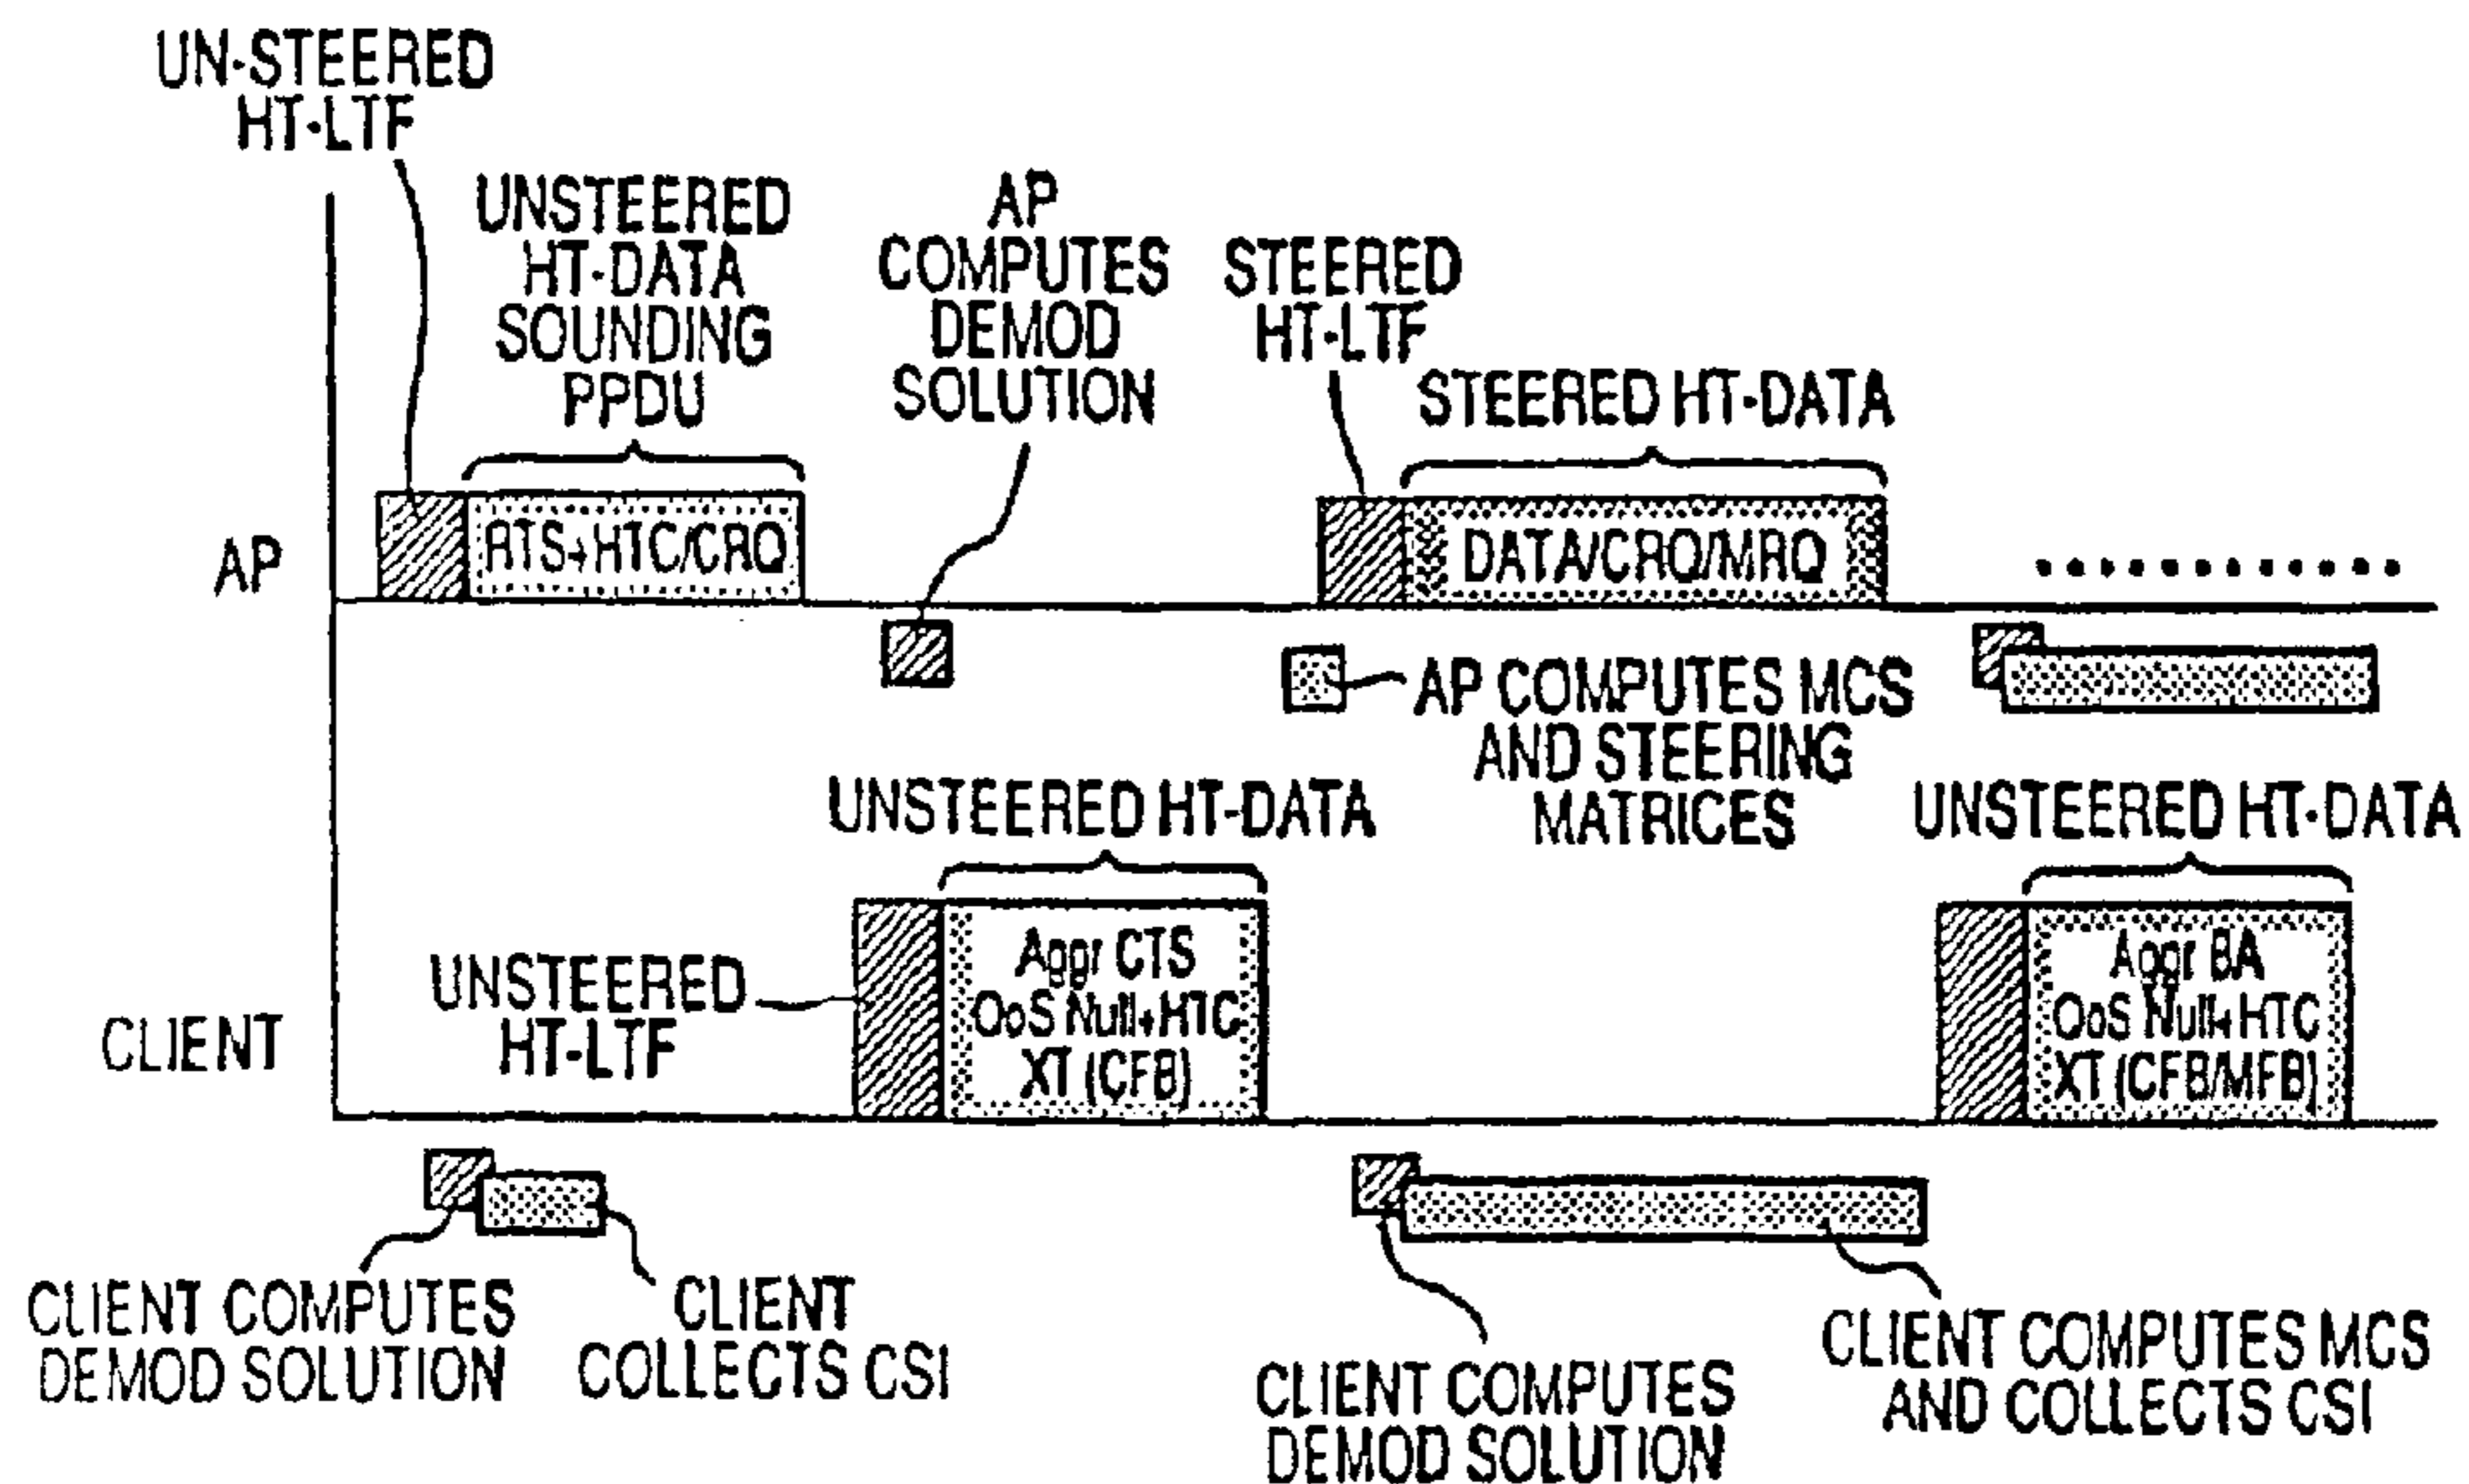 UN-STEERED
HT-LTF
UNSTEERED
HT-DATA
SOUNDING
PPDU
AP
COMPUTES
DEMOD
SOLUTION
STEERED
HT-LTF
STEERED HT-DATA
AP
RTS+HTC/CRQ
DATA/CRQ/MRQ
AP COMPUTES MCS
AND STEERING
MATRICES
UNSTEERED HT-DATA
UNSTEERED HT-DATA
CLIENT
UNSTEERED
HT-LTF
Aggr CTS
QoS Null+HTC
XT (CFB)
Aggr BA
QoS Null+HTC
XT (CFB/MFB)
CLIENT COMPUTES
DEMOD SOLUTION
CLIENT
COLLECTS CSI
CLIENT COMPUTES
DEMOD SOLUTION
CLIENT COMPUTES MCS
AND COLLECTS CSI